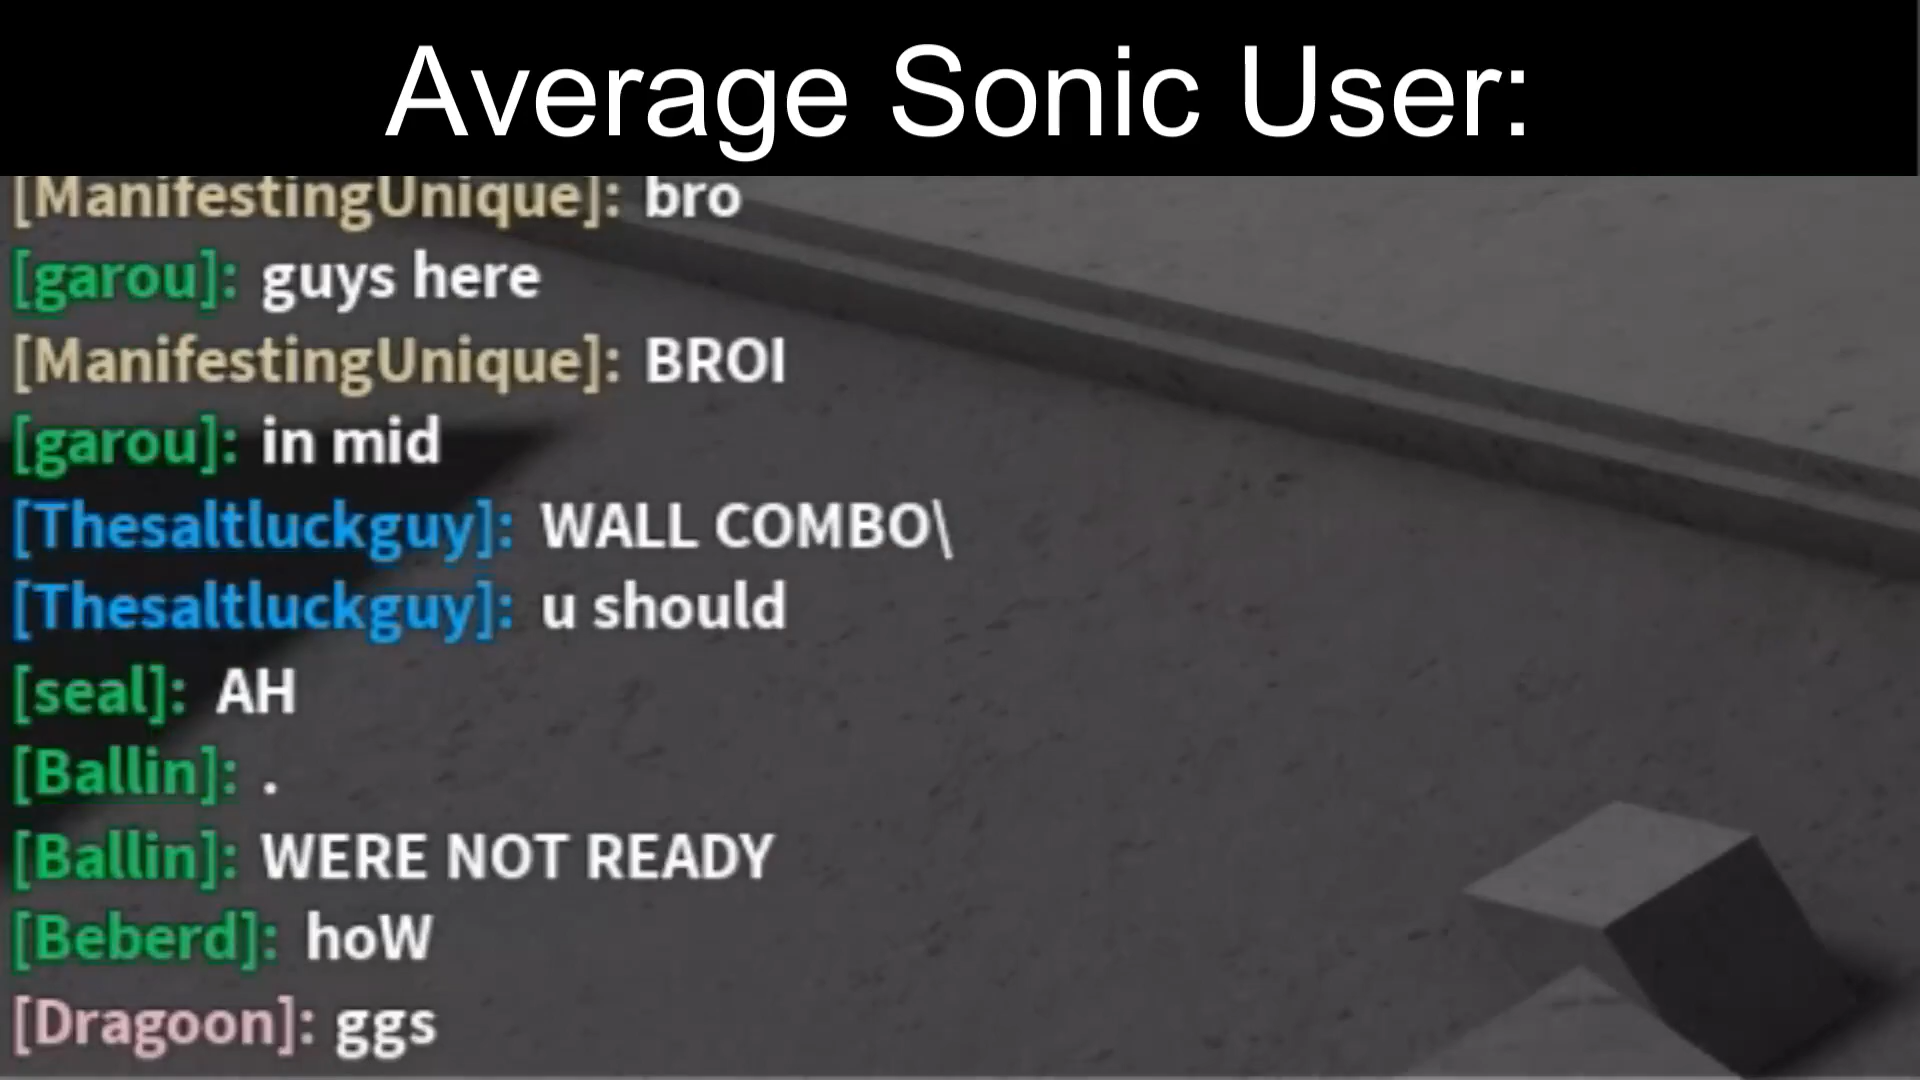 Average Sonic User:
[ManifestingUnique]: bro
[garou]: guys here
[ManifestingUnique]: BROI
[garou]: in mid
[Thesaltluckguy]: WALL COMBO\
[Thesaltluckguy]: u should
[seal]: AH
[Ballin]: .
[Ballin]: WERE NOT READY
[Beberd]: hoW
[Dragoon]: ggs